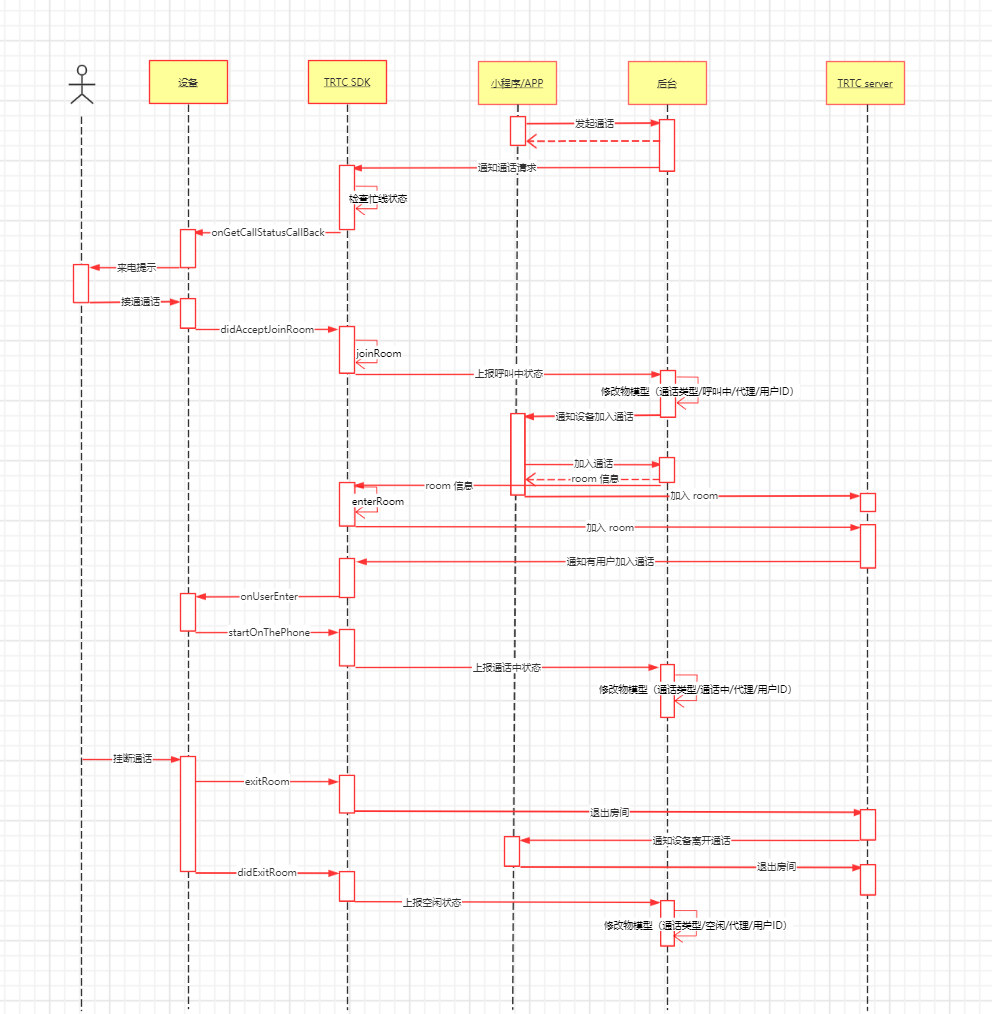 设备
TRTC SDK
小程序/APP
后台
TRTC server
发起通话
通知通话请求
检查忙线状态
onGetCallStatusCallBack
来电提示
接通通话
didAcceptJoinRoom
joinRoom
上报呼叫中状态
修改物模型（通话类型/呼叫中/代理/用户ID）
通知设备加入通话
加入通话
room 信息
room 信息
加入 room
enterRoom
加入 room
通知有用户加入通话
onUserEnter
startOnThePhone
上报通话中状态
修改物模型（通话类型/通话中/代理/用户ID）
挂断通话
exitRoom
退出房间
通知设备离开通话
退出房间
didExitRoom
上报空闲状态
修改物模型（通话类型/空闲/代理/用户ID）